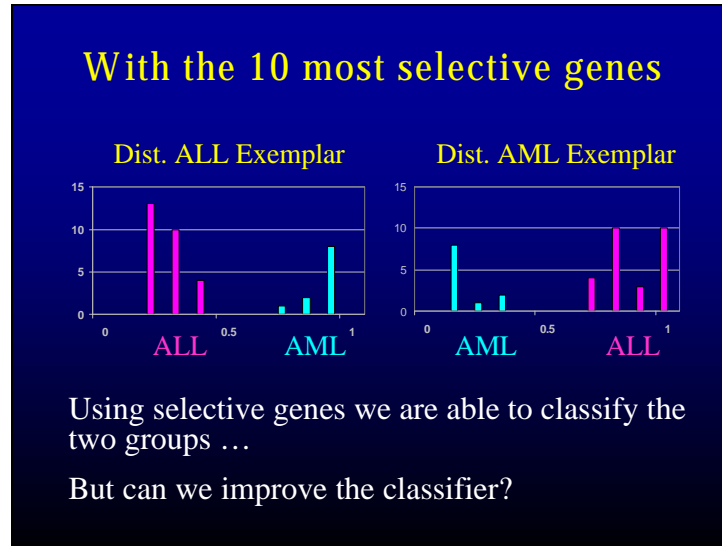 With the 10 most selective genes
Dist. ALL Exemplar
15
10
5
0
0
0.5
1
ALL
AML
Dist. AML Exemplar
15
10
5
0
0
0.5
1
AML
ALL
Using selective genes we are able to classify the
two groups …
But can we improve the classifier?